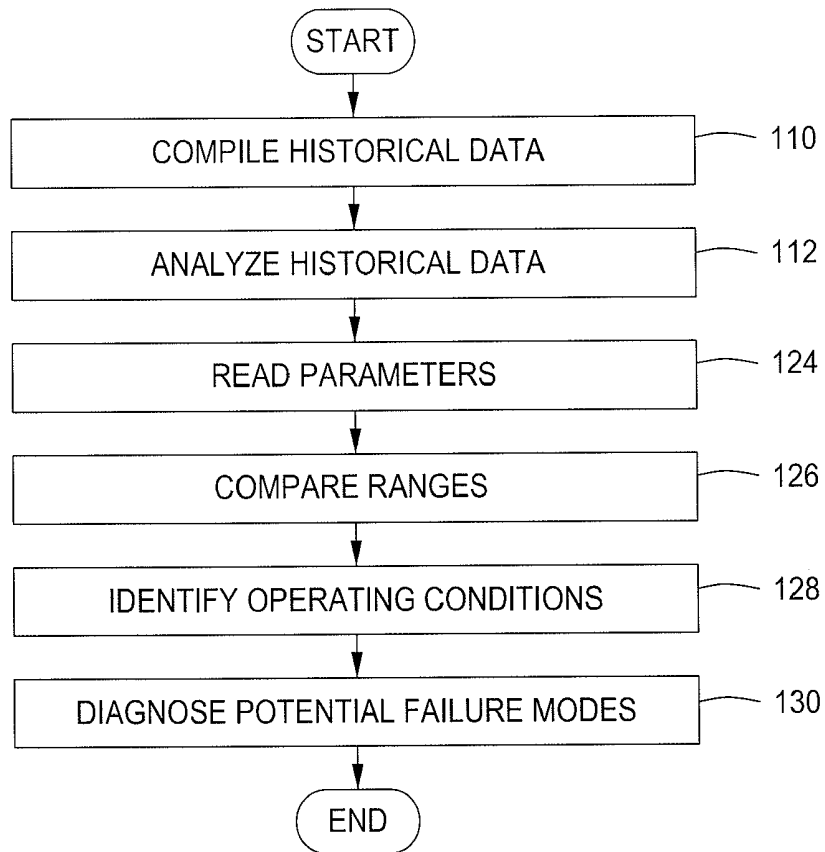 START
COMPILE HISTORICAL DATA 110
ANALYZE HISTORICAL DATA 112
READ PARAMETERS 124
COMPARE RANGES 126
IDENTIFY OPERATING CONDITIONS 128
DIAGNOSE POTENTIAL FAILURE MODES 130
END